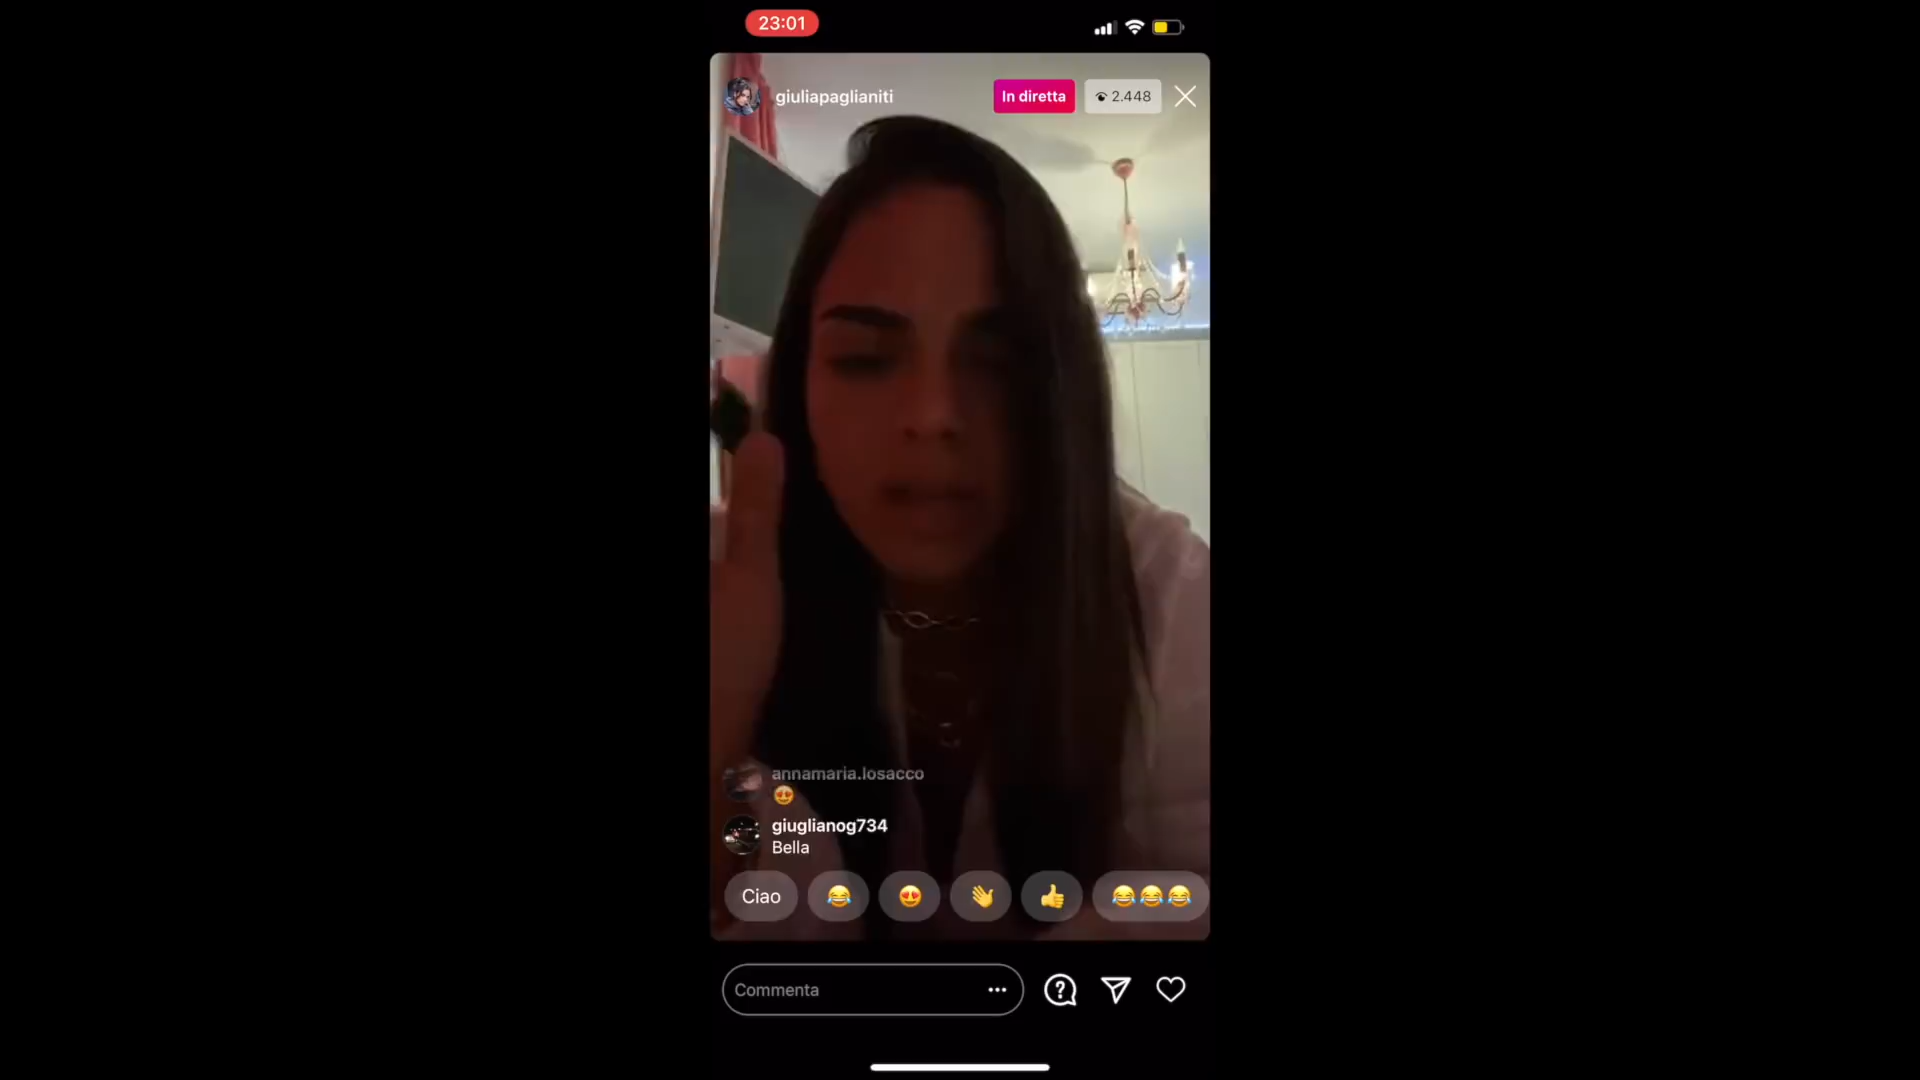 23:01
giuliapaglianiti
In diretta
2.448
annamaria.losacco
😍
giuglianog734
Bella
Ciao 😂 😍 👋 👍 😂😂😂
Commenta